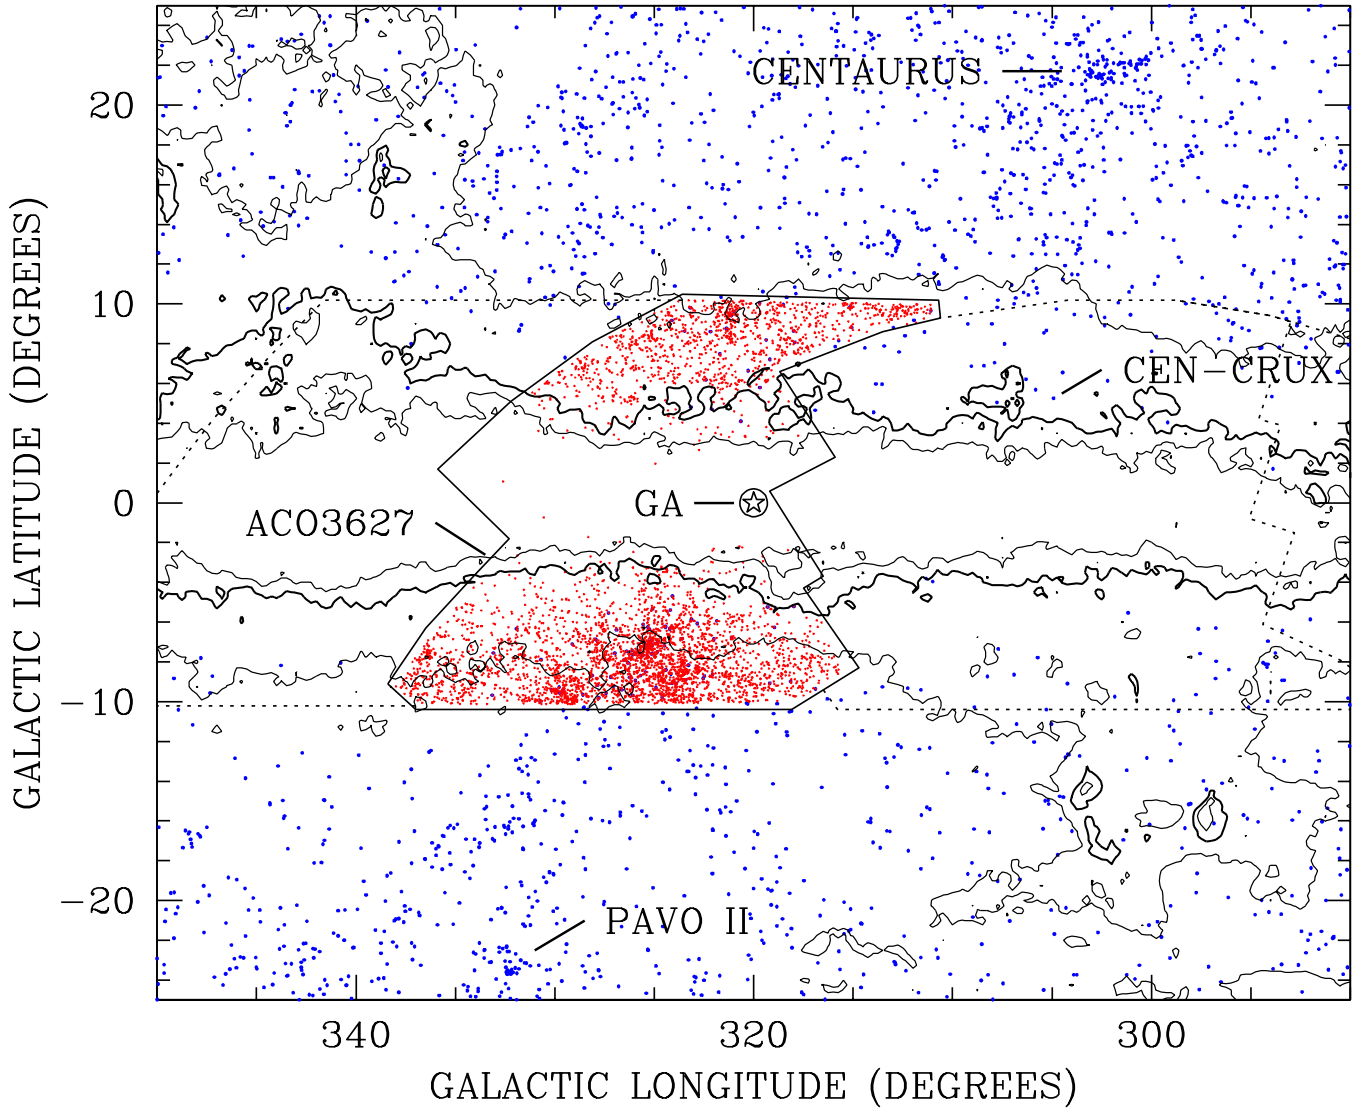 CENTAURUS
20
10
CEN-CRUX
GA
0
ACO3627
-10
PAVO II
-20
340
320
300
GALACTIC LONGITUDE (DEGREES)
GALACTIC LATITUDE (DEGREES)